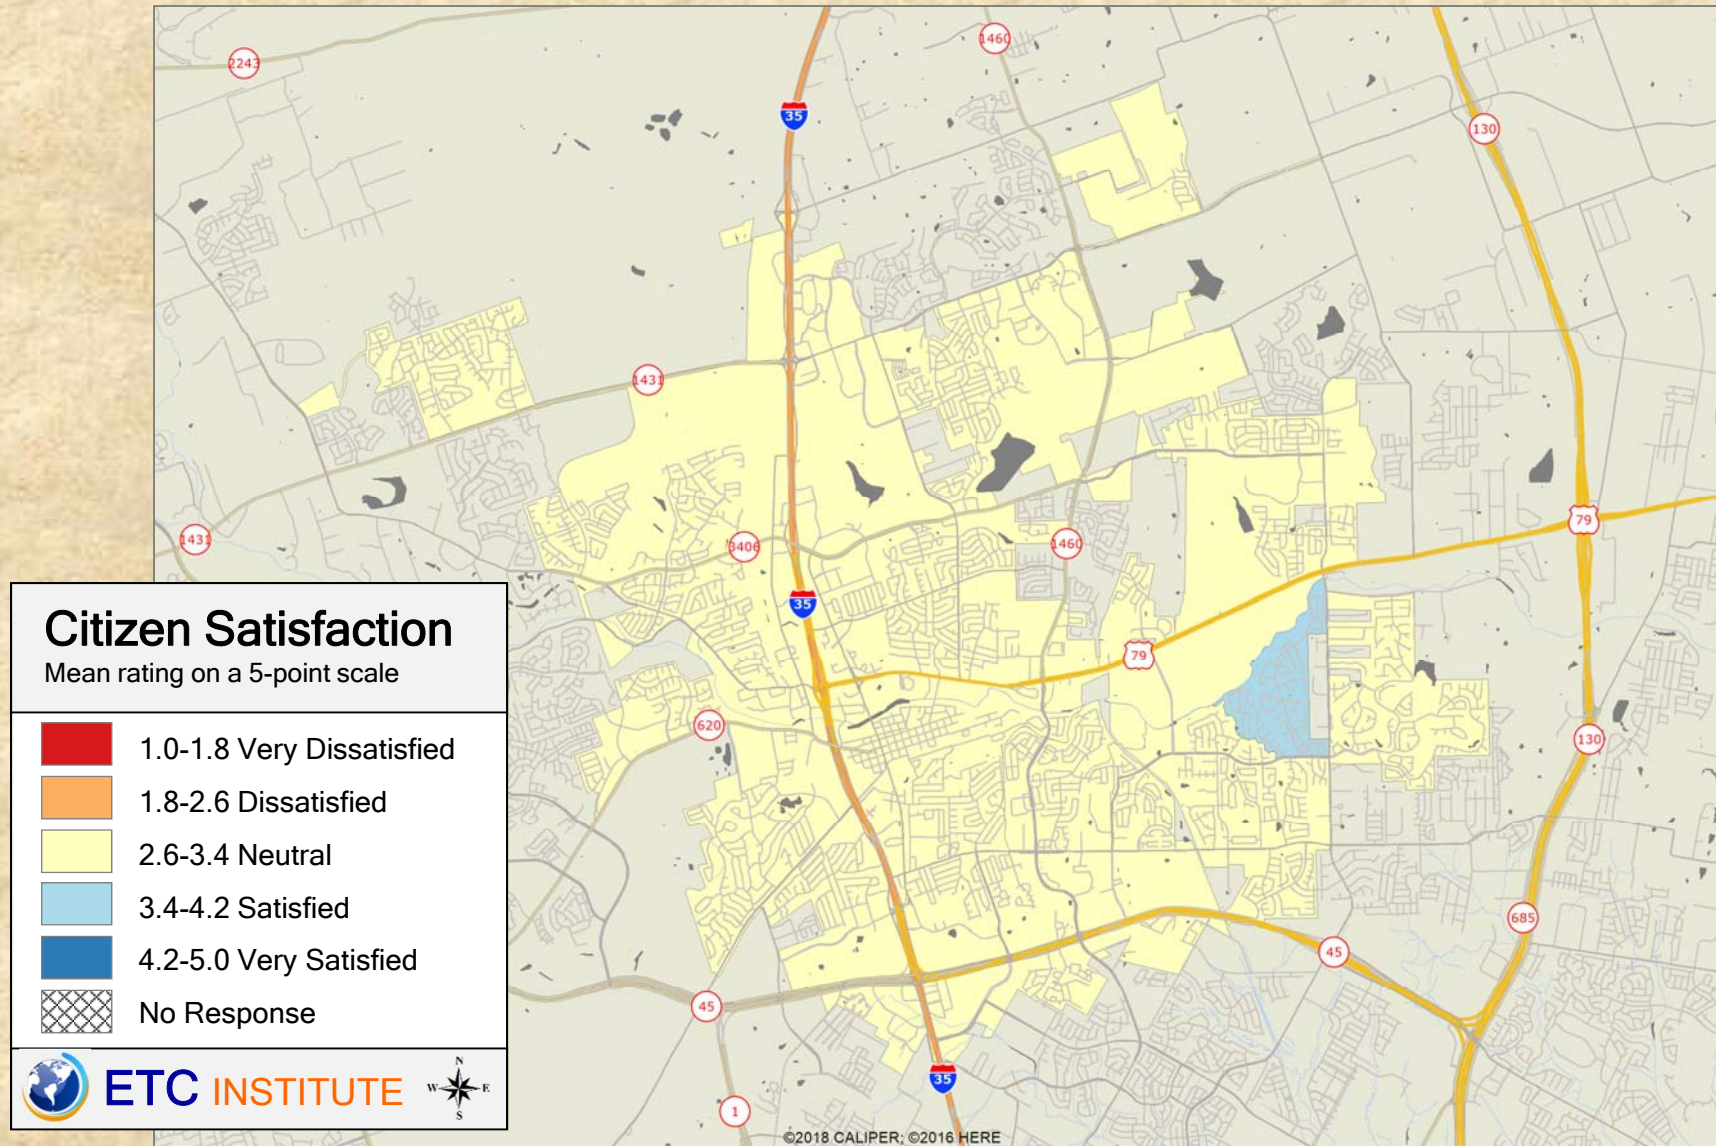 2243
1460
35
130
1431
1431
3406
1460
79
35
79
620
130
685
45
45
35
1
Citizen Satisfaction
Mean rating on a 5-point scale
1.0-1.8 Very Dissatisfied
1.8-2.6 Dissatisfied
2.6-3.4 Neutral
3.4-4.2 Satisfied
4.2-5.0 Very Satisfied
No Response
ETC INSTITUTE
N
W E
S
©2018 CALIPER; ©2016 HERE